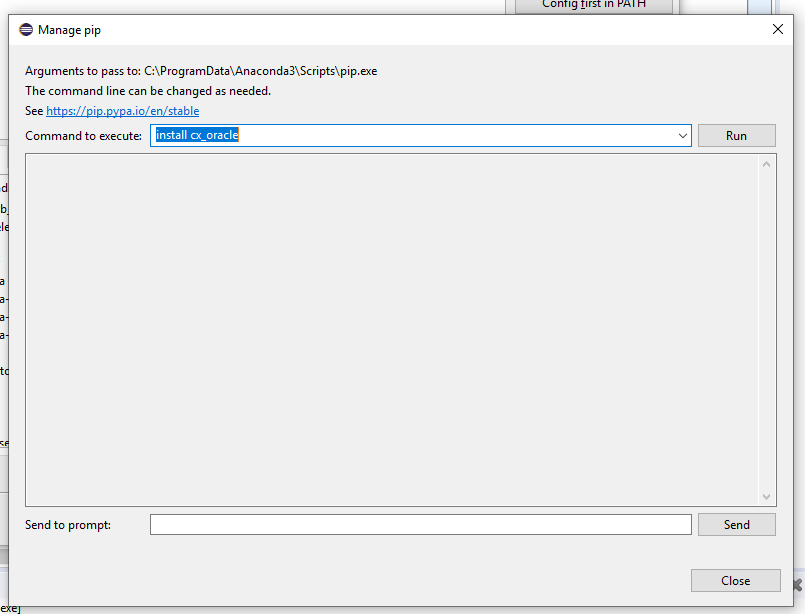 Config first in PATH
Manage pip
Arguments to pass to: C:\ProgramData\Anaconda3\Scripts\pip.exe
The command line can be changed as needed.
See https://pip.pypa.io/en/stable
Command to execute: install cx_oracle Run
Send to prompt: Send
Close
exe]